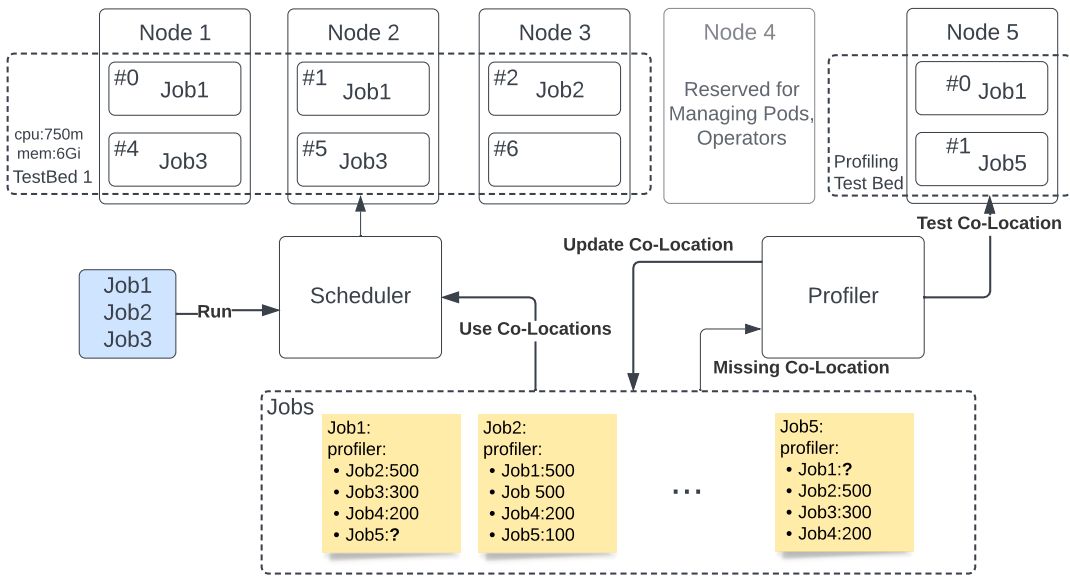 Node 1
Node 2
Node 3
Node 4
Node 5
#0
Job1
#1
Job1
#2
Job2
Reserved for
Managing Pods,
Operators
#0
Job1
cpu:750m
mem:6Gi
TestBed 1
#4
Job3
#5
Job3
#6
Profiling
Test Bed
#1
Job5
Test Co-Location
Update Co-Location
Job1
Job2
Job3
Run
Scheduler
Profiler
Use Co-Locations
Missing Co-Location
Jobs
Job1:
profiler:
• Job2:500
• Job3:300
• Job4:200
• Job5:?
Job2:
profiler:
• Job1:500
• Job 500
• Job4:200
• Job5:100
...
Job5:
profiler:
• Job1:?
• Job2:500
• Job3:300
• Job4:200